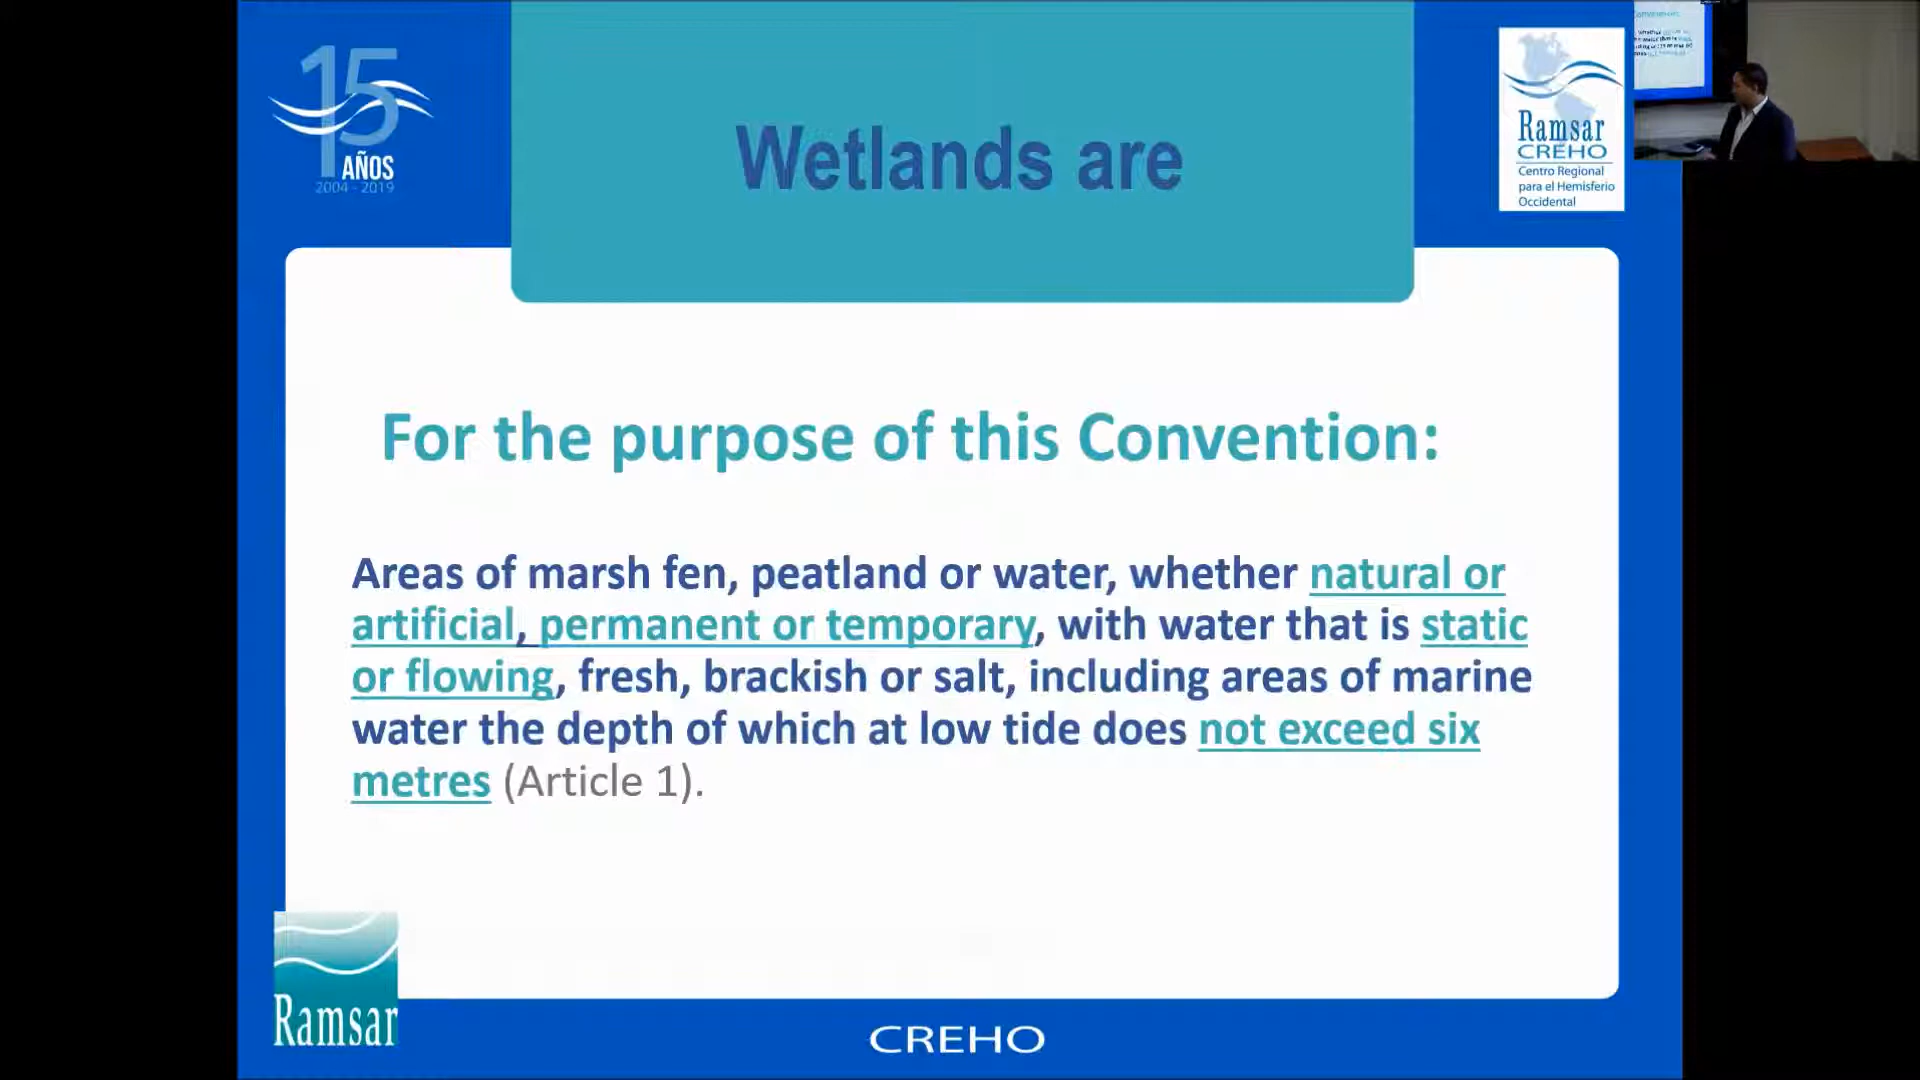 15
AÑOS
2004 - 2019
Wetlands are
Ramsar
CREHO
Centro Regional
para el Hemisferio
Occidental
For the purpose of this Convention:
Areas of marsh fen, peatland or water, whether natural or
artificial, permanent or temporary, with water that is static
or flowing, fresh, brackish or salt, including areas of marine
water the depth of which at low tide does not exceed six
metres (Article 1).
Ramsar
CREHO